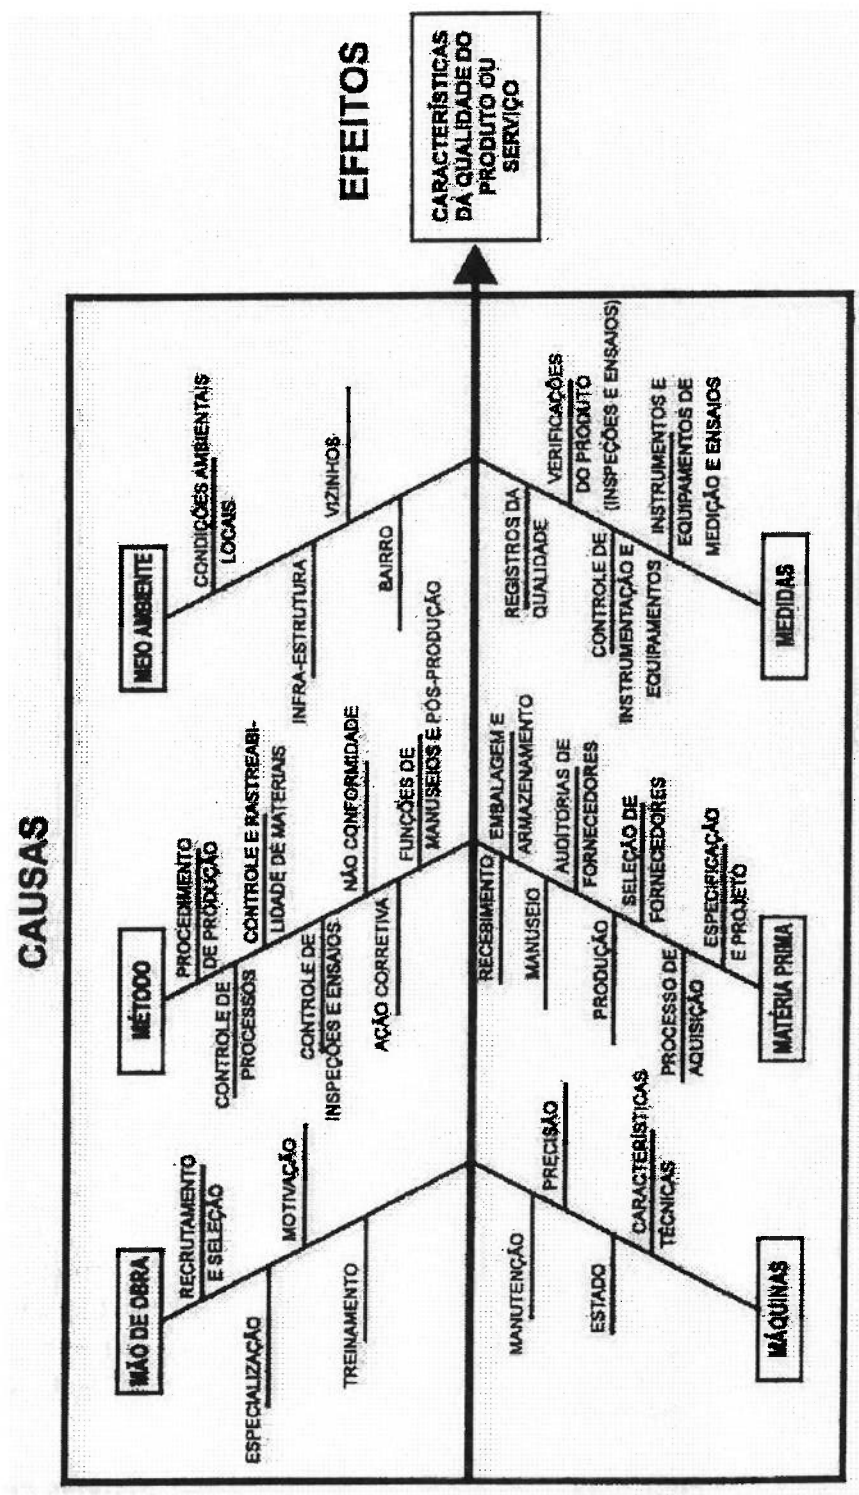 CAUSAS
EFEITOS
MÃO DE OBRA
RECRUTAMENTO
E SELEÇÃO
ESPECIALIZAÇÃO
MOTIVAÇÃO
TREINAMENTO
MÉTODO
PROCEDIMENTO
DE PRODUÇÃO
CONTROLE DE
PROCESSOS
CONTROLE E RASTREABI-
LIDADE DE MATERIAIS
CONTROLE DE
INSPEÇÕES E ENSAIOS
NÃO CONFORMIDADE
AÇÃO CORRETIVA
FUNÇÕES DE
MANUSEIOS E PÓS-PRODUÇÃO
MEIO AMBIENTE
CONDIÇÕES AMBIENTAIS
LOCAIS
INFRA-ESTRUTURA
VIZINHOS
BAIRRO
CARACTERÍSTICAS
DA QUALIDADE DO
PRODUTO OU
SERVIÇO
MANUTENÇÃO
PRECISÃO
ESTADO
CARACTERÍSTICAS
TÉCNICAS
MÁQUINAS
RECEBIMENTO
EMBALAGEM E
ARMAZENAMENTO
MANUSEIO
AUDITORIAS DE
FORNECEDORES
PRODUÇÃO
SELEÇÃO DE
FORNECEDORES
PROCESSO DE
AQUISIÇÃO
ESPECIFICAÇÃO
E PROJETO
MATÉRIA PRIMA
REGISTROS DA
QUALIDADE
VERIFICAÇÕES
DO PRODUTO
(INSPEÇÕES E ENSAIOS)
CONTROLE DE
INSTRUMENTAÇÃO E
EQUIPAMENTOS
INSTRUMENTOS E
EQUIPAMENTOS DE
MEDIÇÃO E ENSAIOS
MEDIDAS